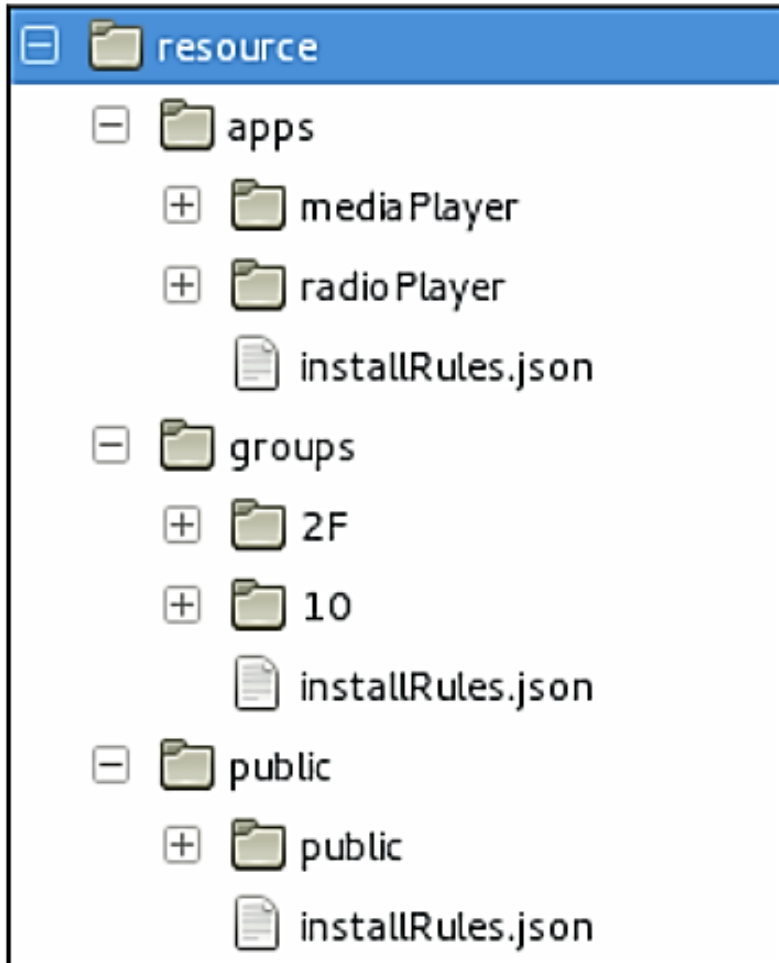 resource
apps
mediaPlayer
radioPlayer
installRules.json
groups
2F
10
installRules.json
public
public
installRules.json